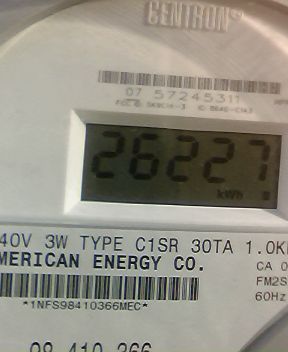 CENTRON®
07 57245311
26227
kWh
40V 3W TYPE C1SR 30TA 1.0K
MERICAN ENERGY CO.
CA 0
FM2S
60Hz
*1NFS98410366MEC*
98 410 366